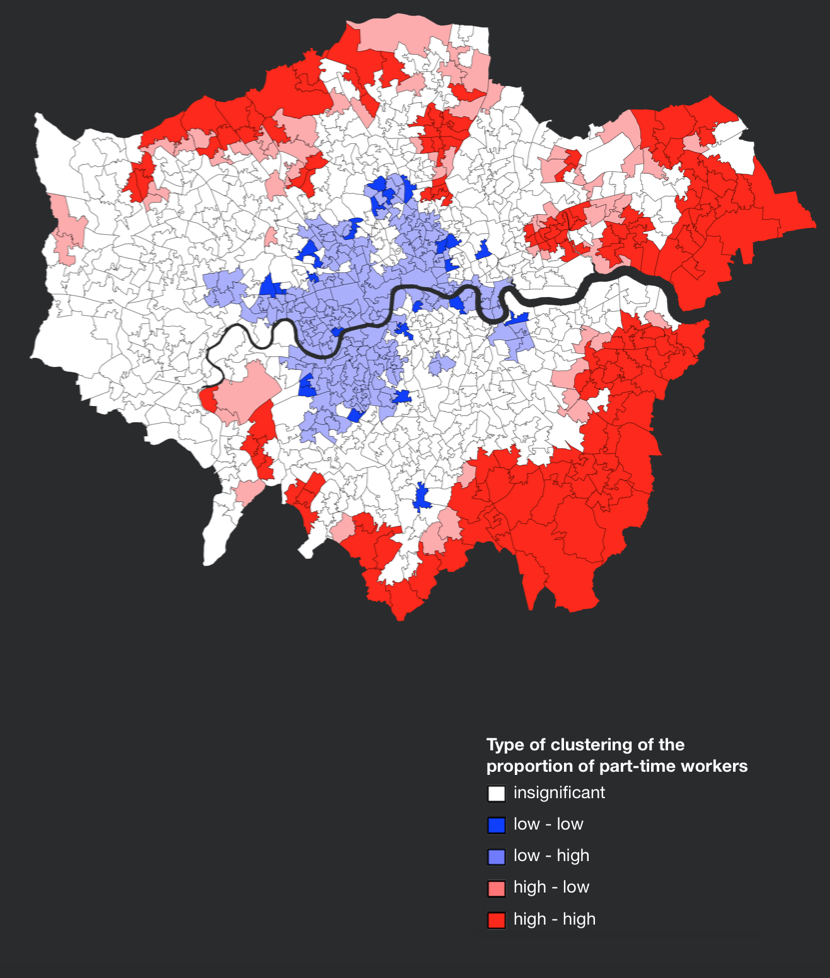 Type of clustering of the
proportion of part-time workers
insignificant
low - low
low - high
high - low
high - high